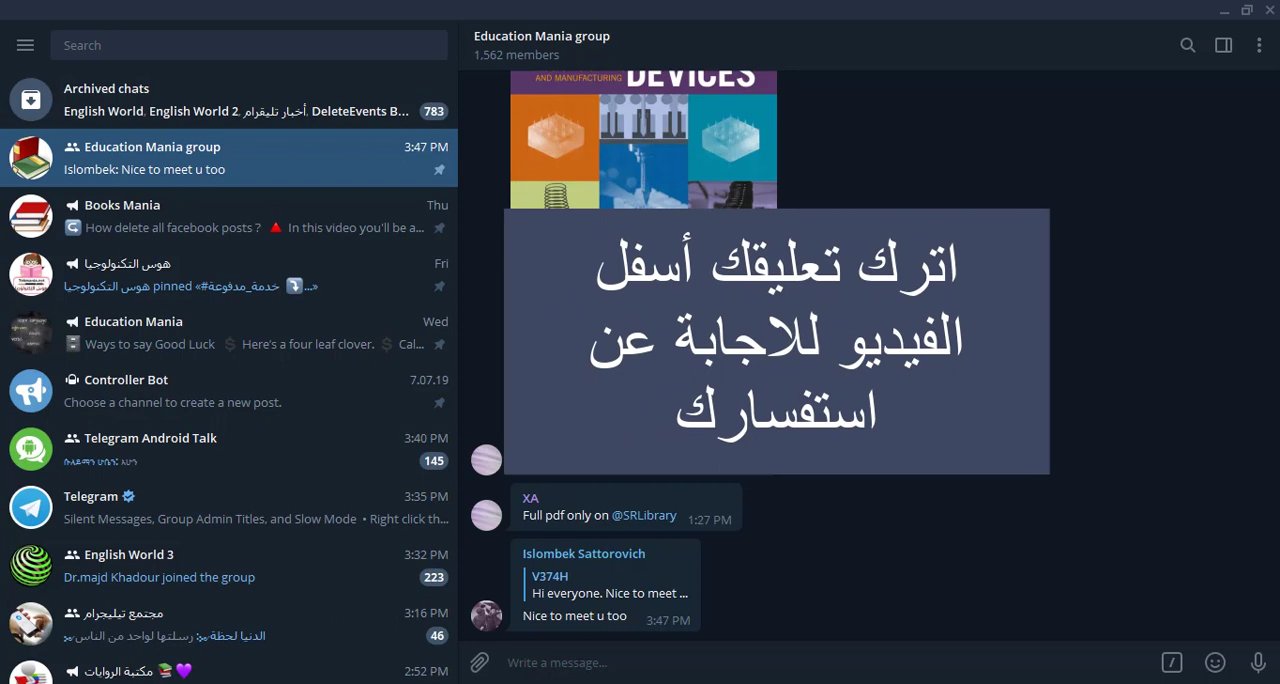 Search
Archived chats
English World, English World 2, أخبار تليقرام, DeleteEvents B...
783
Education Mania group
3:47 PM
Islombek: Nice to meet u too
Books Mania
Thu
How delete all facebook posts ? 🔺 In this video you'll be a...
هوس التكنولوجيا
Fri
هوس التكنولوجيا pinned «#خدمة_مدفوعة ⤵️...»
Education Mania
Wed
Ways to say Good Luck 💲 Here's a four leaf clover. 💲 Cal...
Controller Bot
7.07.19
Choose a channel to create a new post.
Telegram Android Talk
3:40 PM
145
Telegram
3:35 PM
Silent Messages, Group Admin Titles, and Slow Mode • Right click th...
English World 3
3:32 PM
Dr.majd Khadour joined the group
223
مجتمع تيليجرام
3:16 PM
الدنيا لحظة: رسلتها لواحد من الناس
46
مكتبة الروايات 📚💜
2:52 PM
Education Mania group
1,562 members
AND MANUFACTURING DEVICES
اترك تعليقك أسفل
الفيديو للاجابة عن
استفسارك
XA
Full pdf only on @SRLibrary
1:27 PM
Islombek Sattorovich
V374H
Hi everyone. Nice to meet ...
Nice to meet u too
3:47 PM
Write a message...